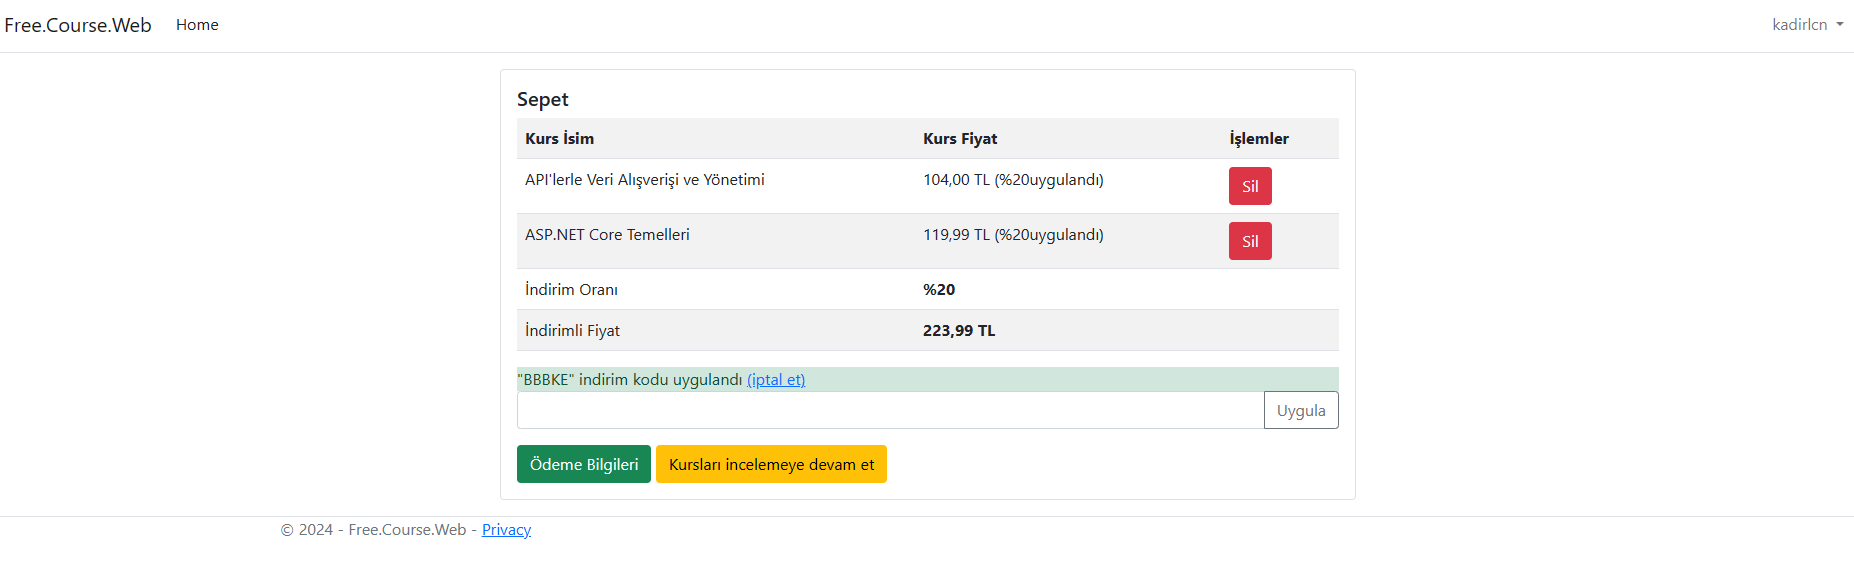 Free.Course.Web Home kadirlcn
Sepet
Kurs İsim Kurs Fiyat İşlemler
API'lerle Veri Alışverişi ve Yönetimi 104,00 TL (%20uygulandı) Sil
ASP.NET Core Temelleri 119,99 TL (%20uygulandı) Sil
İndirim Oranı %20
İndirimli Fiyat 223,99 TL
"BBBKE" indirim kodu uygulandı (iptal et)
Uygula
Ödeme Bilgileri Kursları incelemeye devam et
© 2024 - Free.Course.Web - Privacy